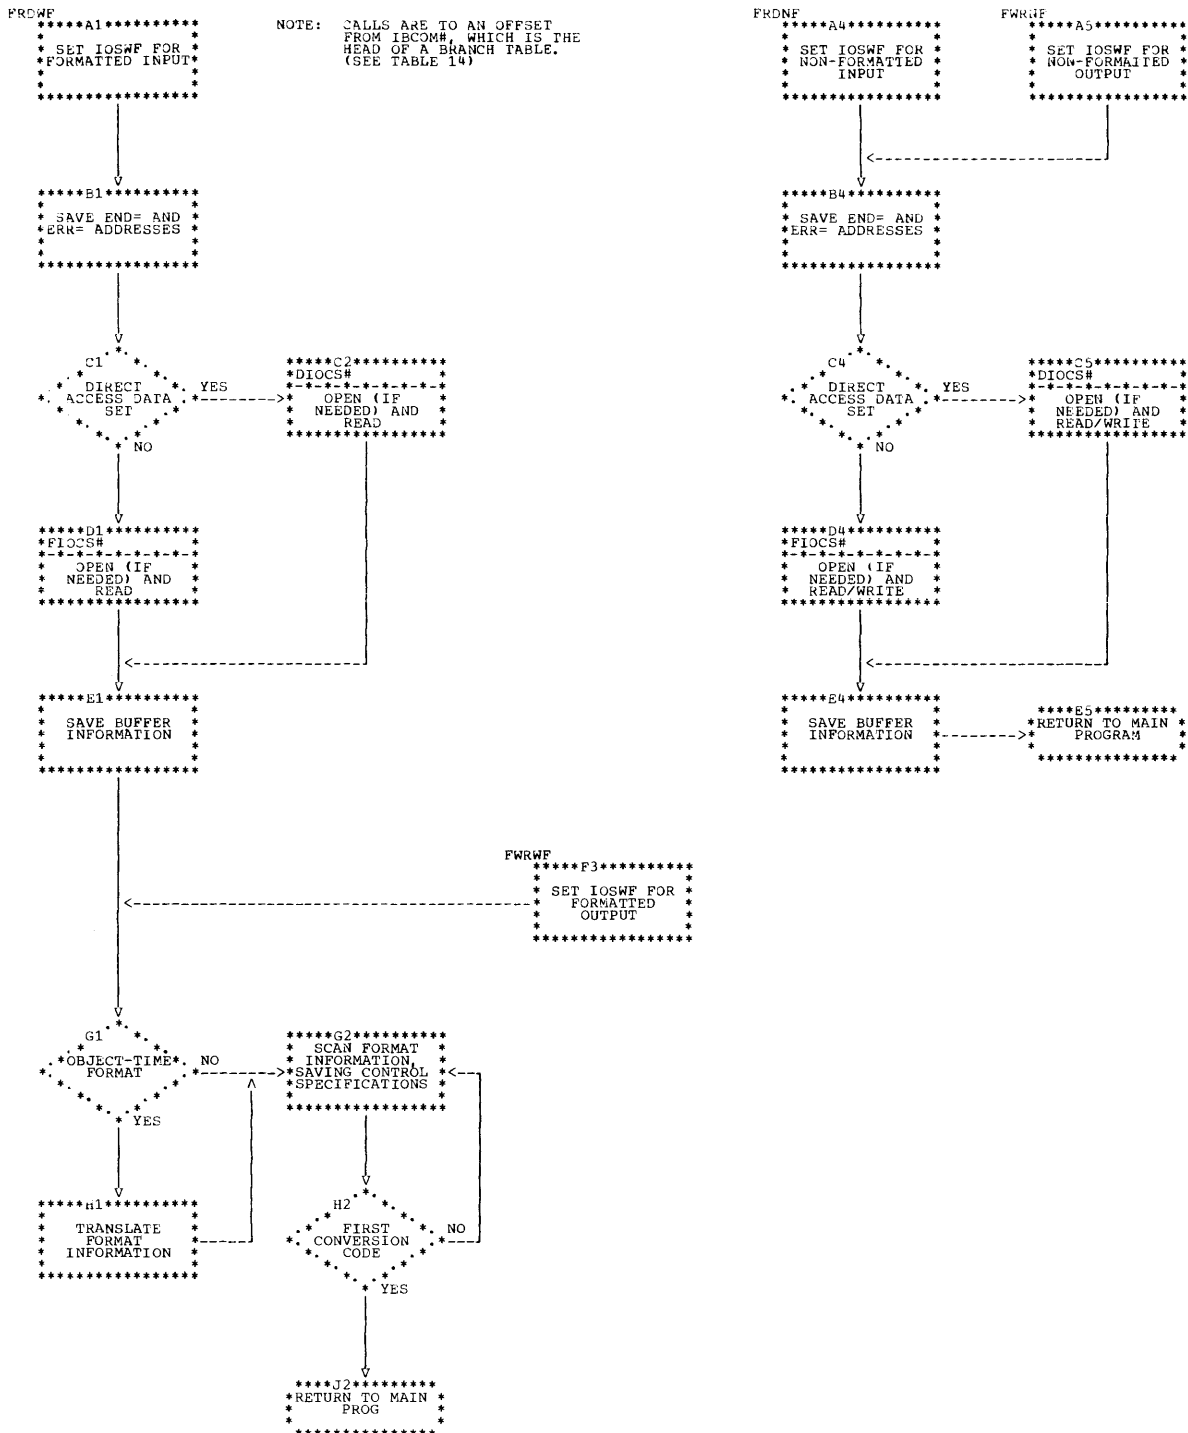 FRDWF
A1
SET IOSWF FOR
FORMATTED INPUT
NOTE: CALLS ARE TO AN OFFSET
FROM IBCOM#, WHICH IS THE
HEAD OF A BRANCH TABLE.
(SEE TABLE 14)
FRDNF
A4
SET IOSWF FOR
NON-FORMATTED
INPUT
FWRNF
A5
SET IOSWF FOR
NON-FORMATTED
OUTPUT
B1
SAVE END= AND
ERR= ADDRESSES
B4
SAVE END= AND
ERR= ADDRESSES
C1
DIRECT
ACCESS DATA
SET
YES
NO
C2
DIOCS#
OPEN (IF
NEEDED) AND
READ
C4
DIRECT
ACCESS DATA
SET
YES
NO
C5
DIOCS#
OPEN (IF
NEEDED) AND
READ/WRITE
D1
FIOCS#
OPEN (IF
NEEDED) AND
READ
D4
FIOCS#
OPEN (IF
NEEDED) AND
READ/WRITE
E1
SAVE BUFFER
INFORMATION
E4
SAVE BUFFER
INFORMATION
E5
RETURN TO MAIN
PROGRAM
FWRWF
F3
SET IOSWF FOR
FORMATTED
OUTPUT
G1
OBJECT-TIME
FORMAT
NO
YES
G2
SCAN FORMAT
INFORMATION,
SAVING CONTROL
SPECIFICATIONS
H1
TRANSLATE
FORMAT
INFORMATION
H2
FIRST
CONVERSION
CODE
NO
YES
J2
RETURN TO MAIN
PROG